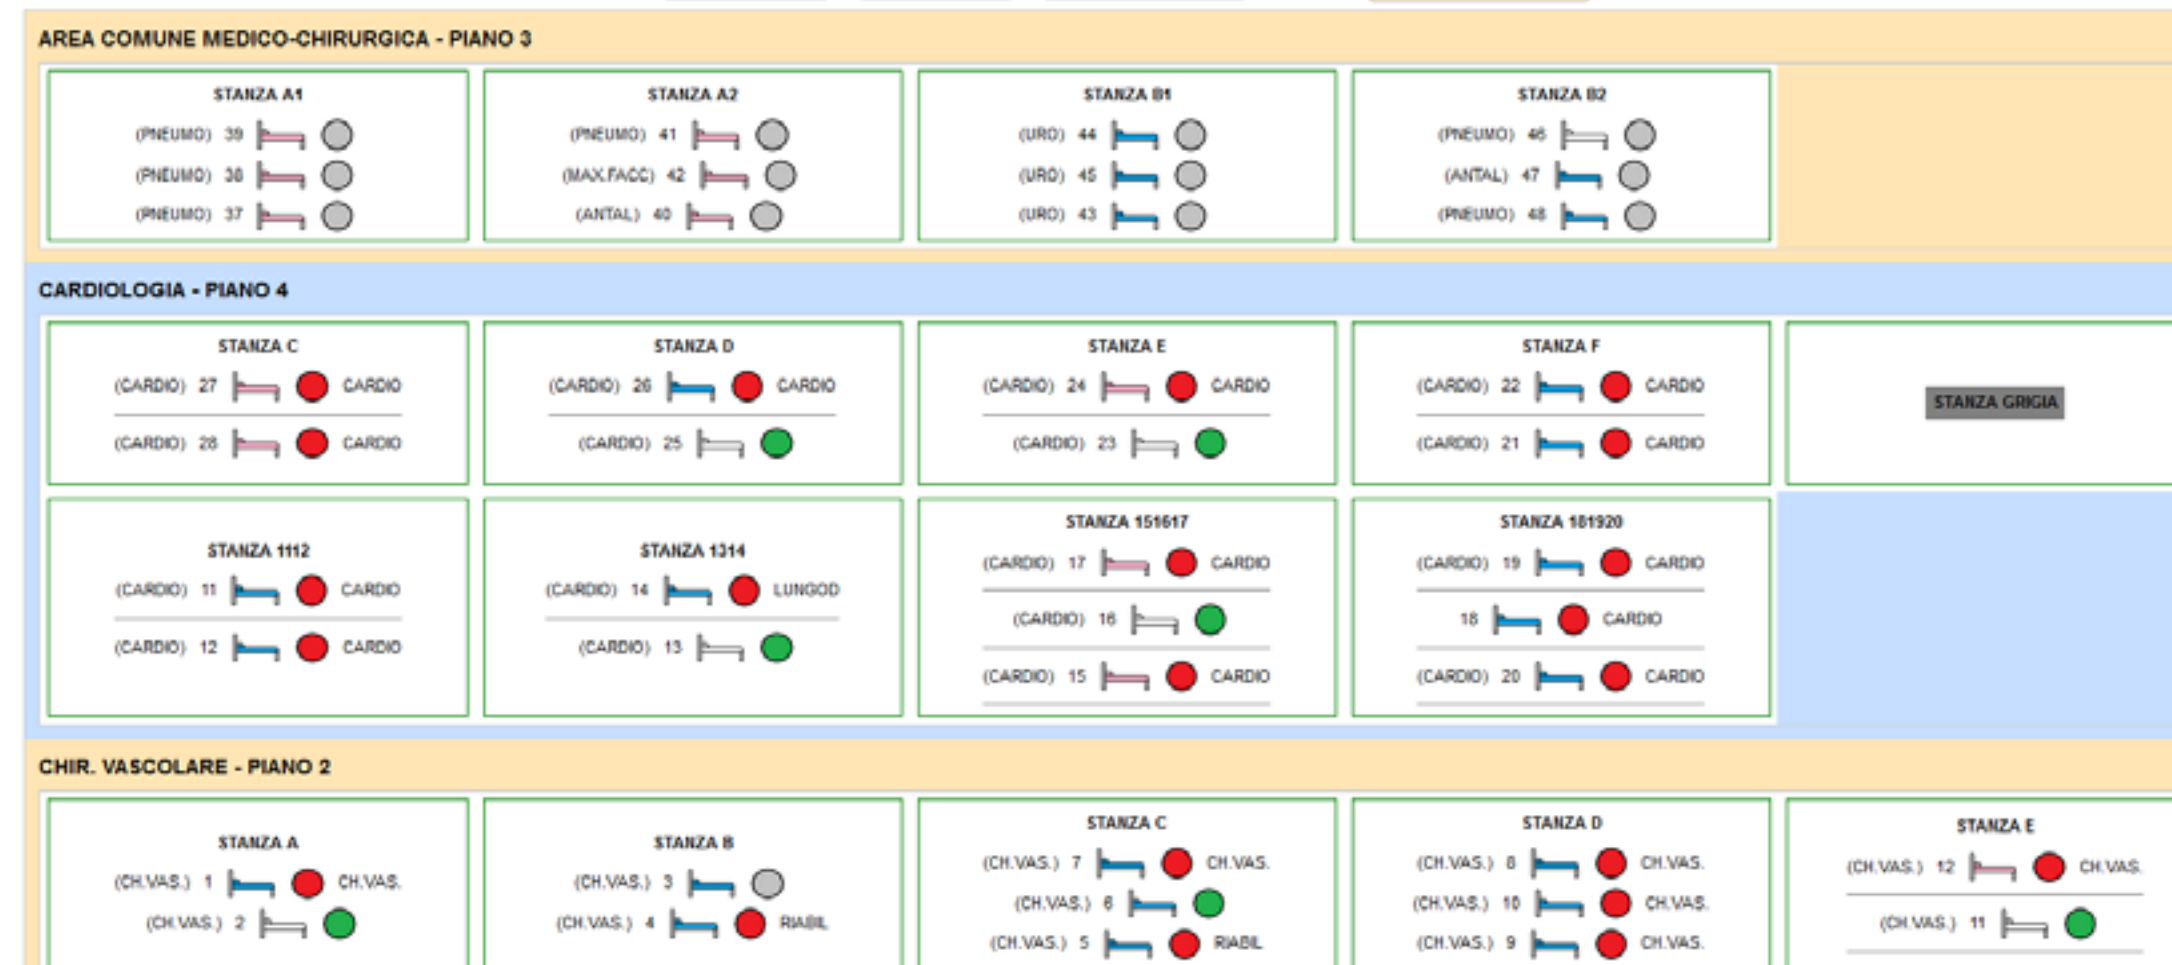 AREA COMUNE MEDICO-CHIRURGICA - PIANO 3
STANZA A1
(PNEUMO) 39
(PNEUMO) 38
(PNEUMO) 37
STANZA A2
(PNEUMO) 41
(MAX.FACC) 42
(ANTAL) 40
STANZA B1
(URO) 44
(URO) 45
(URO) 43
STANZA B2
(PNEUMO) 46
(ANTAL) 47
(PNEUMO) 48
CARDIOLOGIA - PIANO 4
STANZA C
(CARDIO) 27 CARDIO
(CARDIO) 28 CARDIO
STANZA D
(CARDIO) 26 CARDIO
(CARDIO) 25
STANZA E
(CARDIO) 24 CARDIO
(CARDIO) 23
STANZA F
(CARDIO) 22 CARDIO
(CARDIO) 21 CARDIO
STANZA GRIGIA
STANZA 1112
(CARDIO) 11 CARDIO
(CARDIO) 12 CARDIO
STANZA 1314
(CARDIO) 14 LUNGOD
(CARDIO) 13
STANZA 151617
(CARDIO) 17 CARDIO
(CARDIO) 16
(CARDIO) 15 CARDIO
STANZA 181920
(CARDIO) 19 CARDIO
18 CARDIO
(CARDIO) 20 CARDIO
CHIR. VASCOLARE - PIANO 2
STANZA A
(CH.VAS.) 1 CH.VAS.
(CH.VAS.) 2
STANZA B
(CH.VAS.) 3
(CH.VAS.) 4 RIABIL
STANZA C
(CH.VAS.) 7 CH.VAS.
(CH.VAS.) 6
(CH.VAS.) 5 RIABIL
STANZA D
(CH.VAS.) 8 CH.VAS.
(CH.VAS.) 10 CH.VAS.
(CH.VAS.) 9 CH.VAS.
STANZA E
(CH.VAS.) 12 CH.VAS.
(CH.VAS.) 11